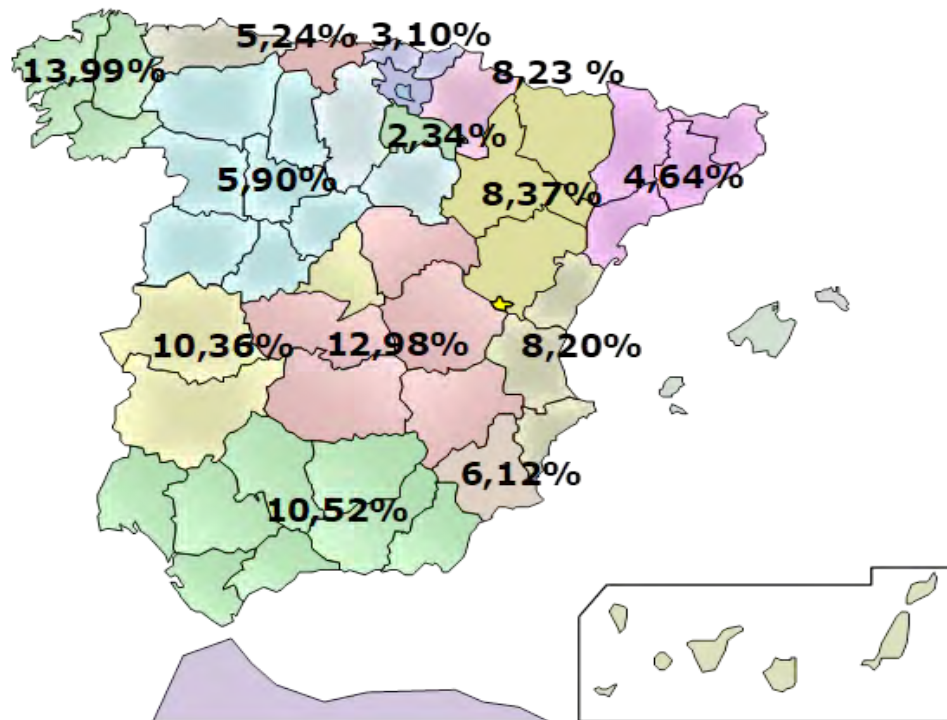 5,24% 3,10%
13,99% 8,23 %
2,34%
5,90% 8,37% 4,64%
10,36% 12,98% 8,20%
6,12%
10,52%